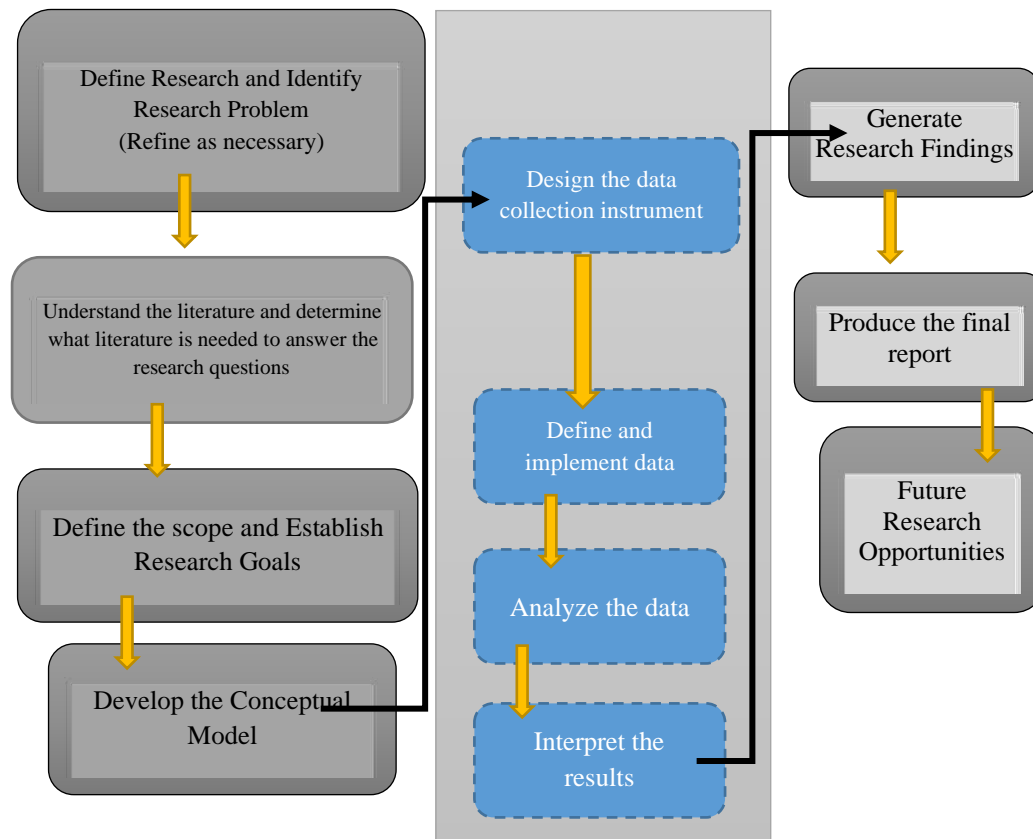 Define Research and Identify
Research Problem
(Refine as necessary)
Understand the literature and determine
what literature is needed to answer the
research questions
Define the scope and Establish
Research Goals
Develop the Conceptual
Model
Design the data
collection instrument
Define and
implement data
Analyze the data
Interpret the
results
Generate
Research Findings
Produce the final
report
Future
Research
Opportunities